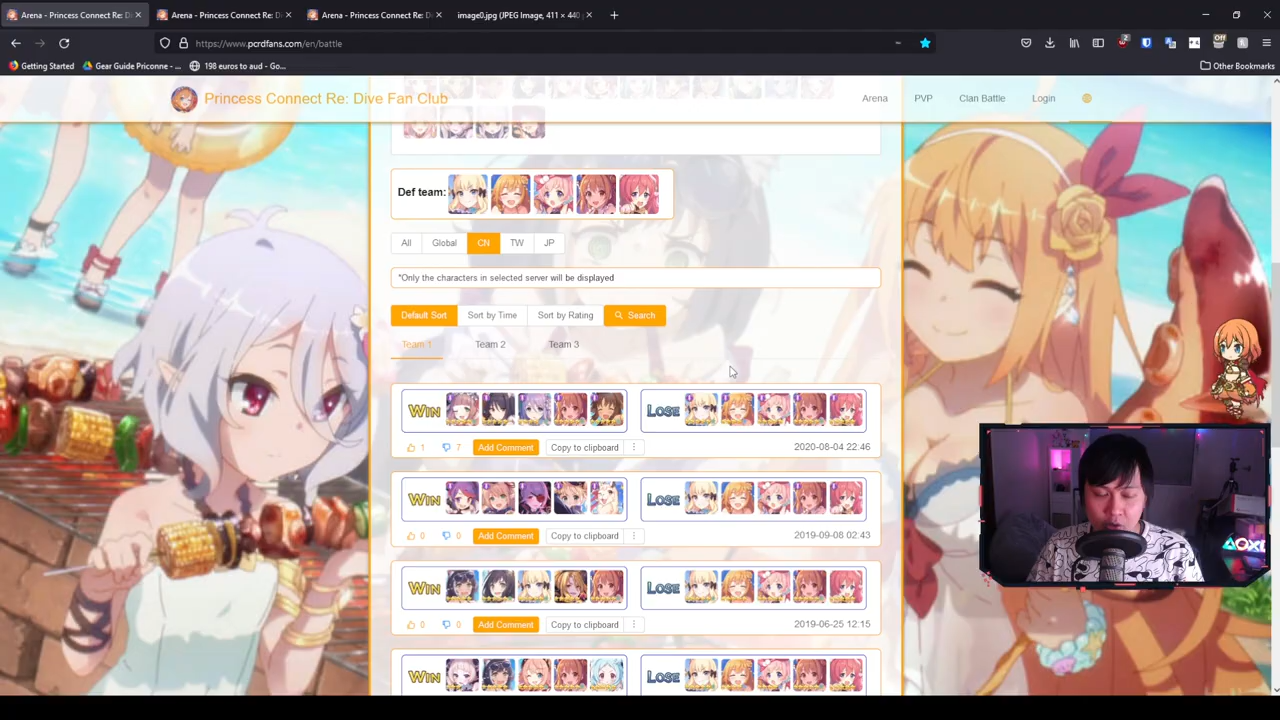 Arena - Princess Connect Re: D
Arena - Princess Connect Re: D
Arena - Princess Connect Re: D
image0.jpg (JPEG Image, 411 × 440
https://www.pcrdfans.com/en/battle
2
Off
Getting Started
Gear Guide Priconne - ...
198 euros to aud - Go...
Other Bookmarks
Princess Connect Re: Dive Fan Club
Arena
PVP
Clan Battle
Login
Def team:
All
Global
CN
TW
JP
*Only the characters in selected server will be displayed
Default Sort
Sort by Time
Sort by Rating
Search
Team 1
Team 2
Team 3
WIN
LOSE
1
7
Add Comment
Copy to clipboard
2020-08-04 22:46
WIN
LOSE
0
0
Add Comment
Copy to clipboard
2019-09-08 02:43
WIN
LOSE
0
0
Add Comment
Copy to clipboard
2019-06-25 12:15
WIN
LOSE